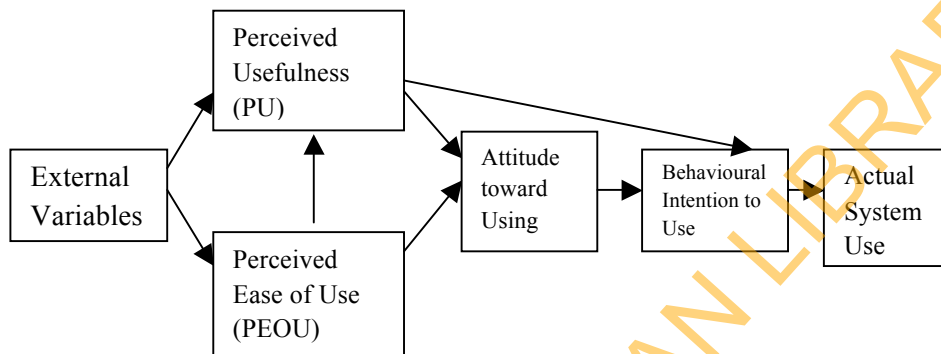 External
Variables
Perceived
Usefulness
(PU)
Perceived
Ease of Use
(PEOU)
Attitude
toward
Using
Behavioural
Intention to
Use
Actual
System
Use